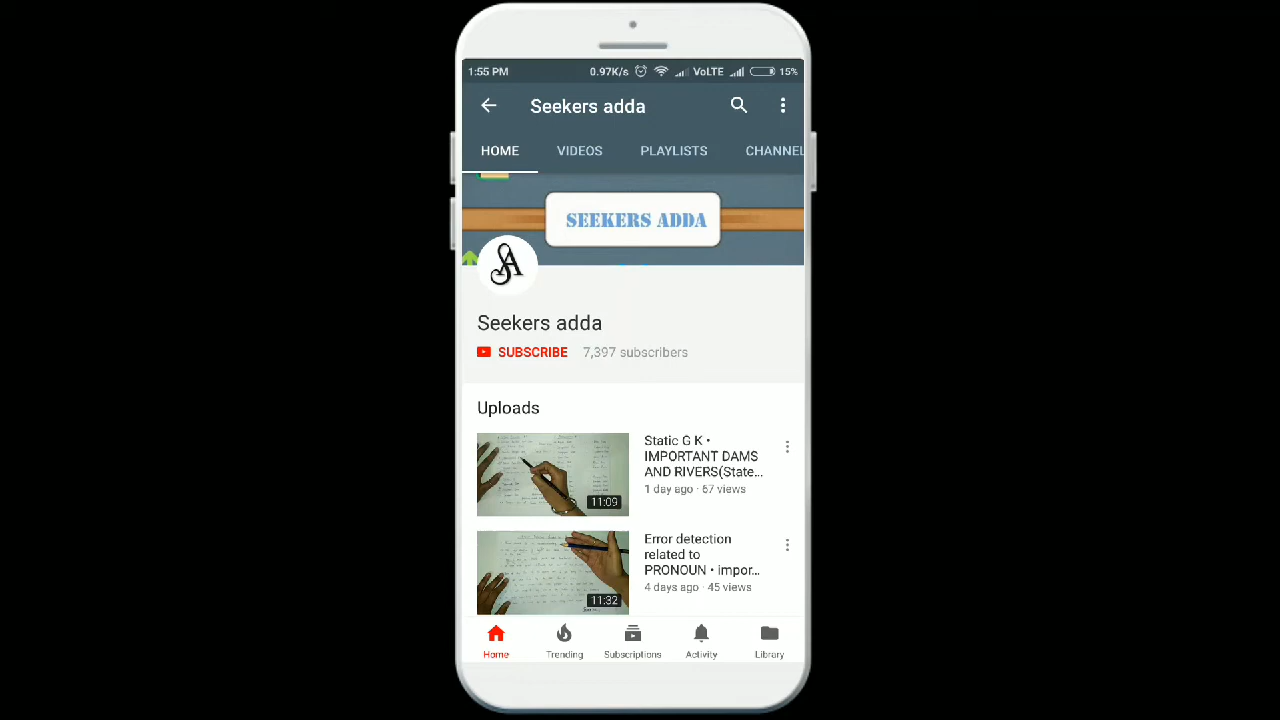 1:55 PM 0.97K/s VoLTE 15%
Seekers adda
HOME VIDEOS PLAYLISTS CHANNEL
SEEKERS ADDA
SA
Seekers adda
SUBSCRIBE 7,397 subscribers
Uploads
Static G K •
IMPORTANT DAMS
AND RIVERS(State...
1 day ago · 67 views
11:09
Error detection
related to
PRONOUN • impor...
4 days ago · 45 views
11:32
Home Trending Subscriptions Activity Library